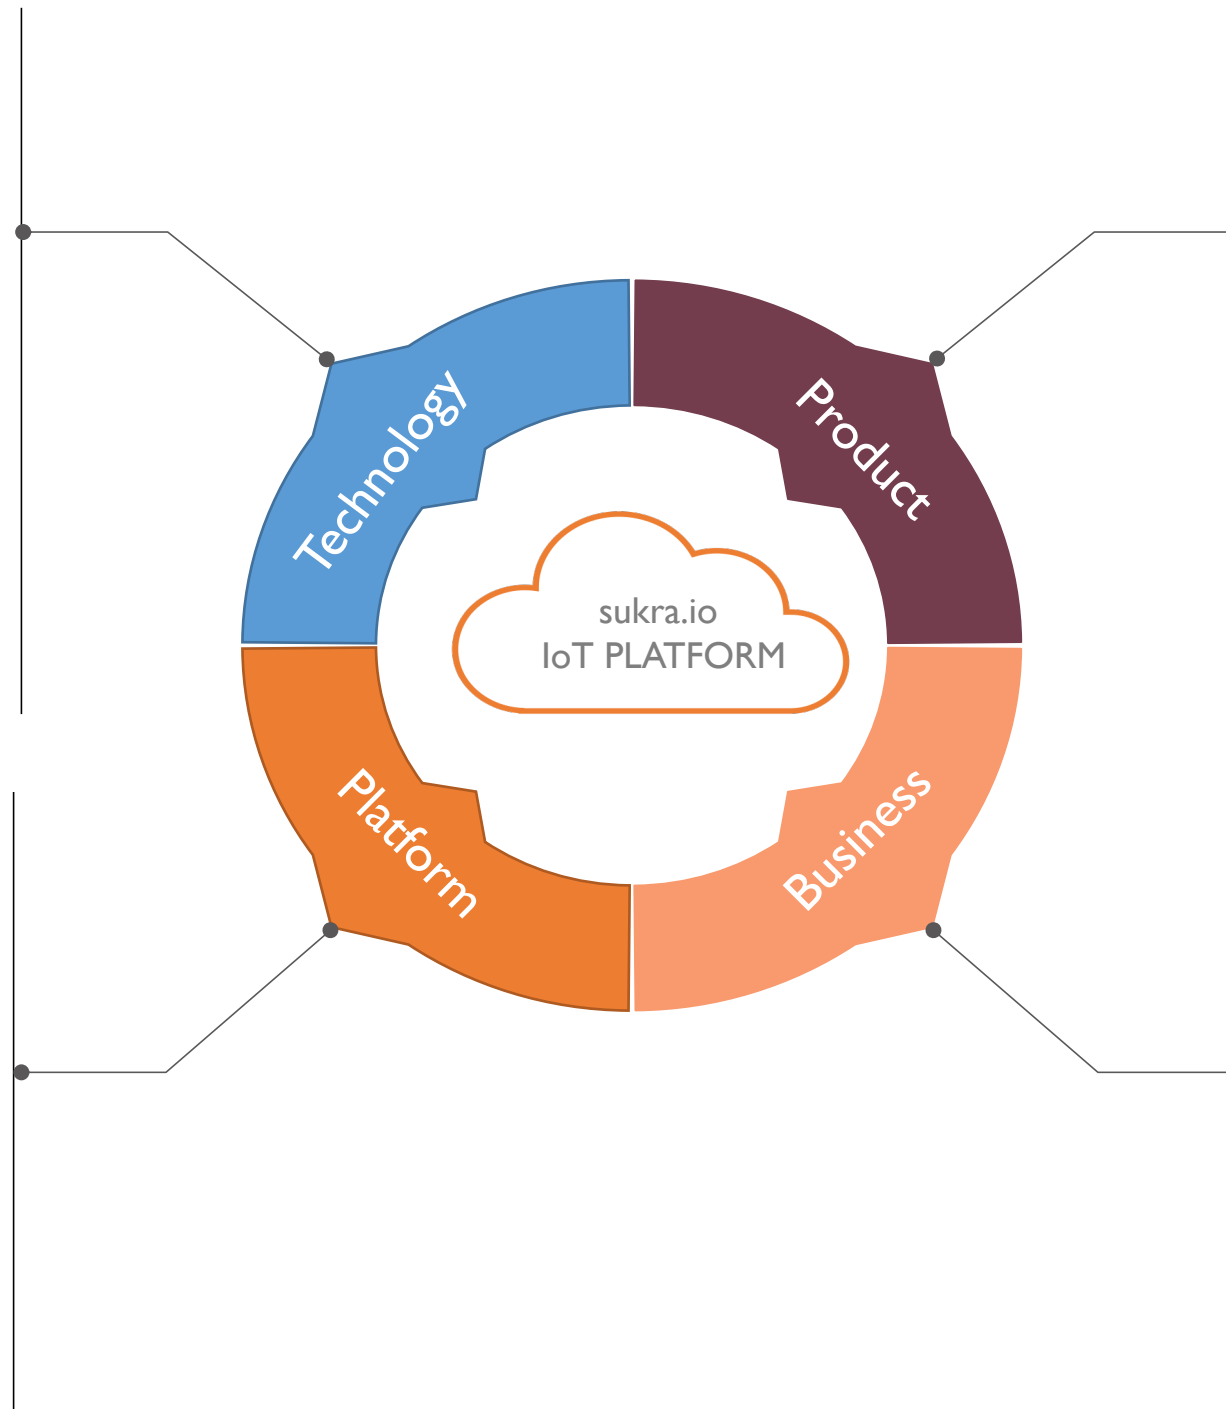 Technology
Product
sukra.io
IoT PLATFORM
Platform
Business